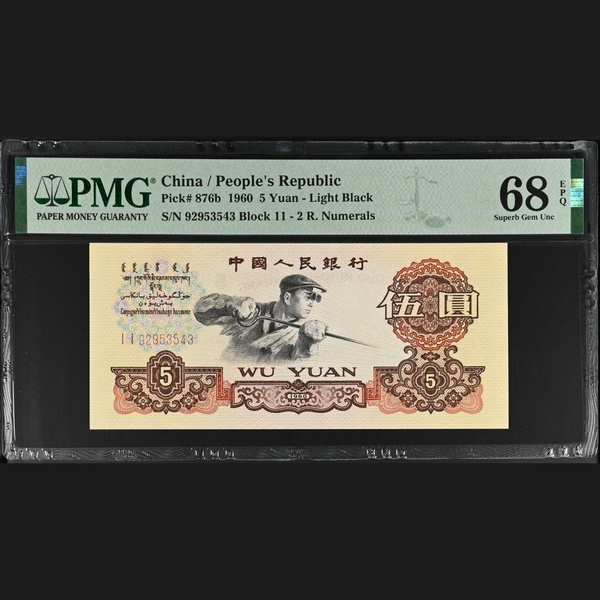 PMG
PAPER MONEY GUARANTY
China / People's Republic
Pick# 876b 1960 5 Yuan - Light Black
S/N 92953543 Block 11 - 2 R. Numerals
68 EPQ
Superb Gem Unc
中國人民銀行
伍圓
I I 92953543
WU YUAN
5
1960
5